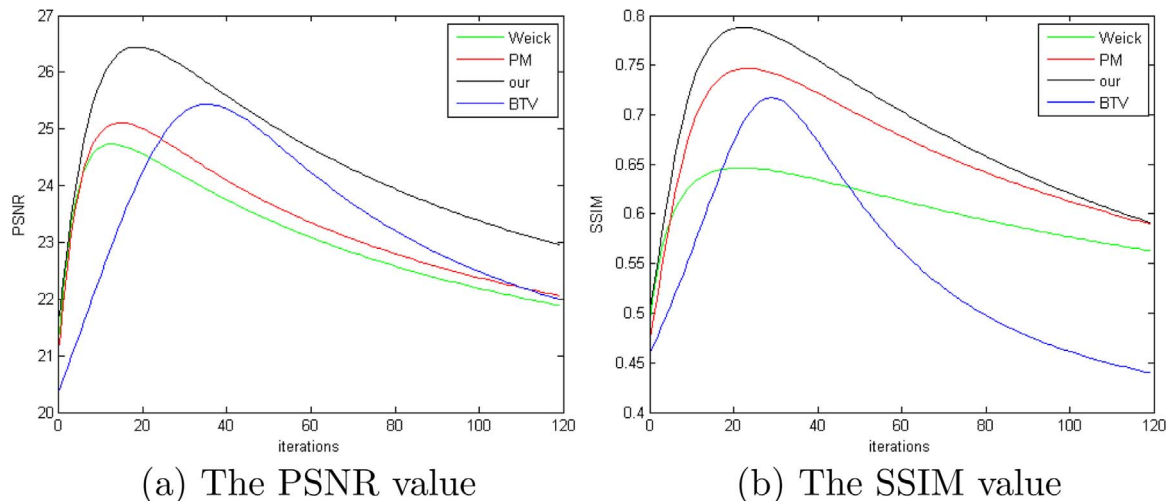 27
26
25
24
23
22
21
20
PSNR
0 20 40 60 80 100 120
iterations
Weick
PM
our
BTV
(a) The PSNR value
0.8
0.75
0.7
0.65
0.6
0.55
0.5
0.45
0.4
SSIM
0 20 40 60 80 100 120
iterations
Weick
PM
our
BTV
(b) The SSIM value